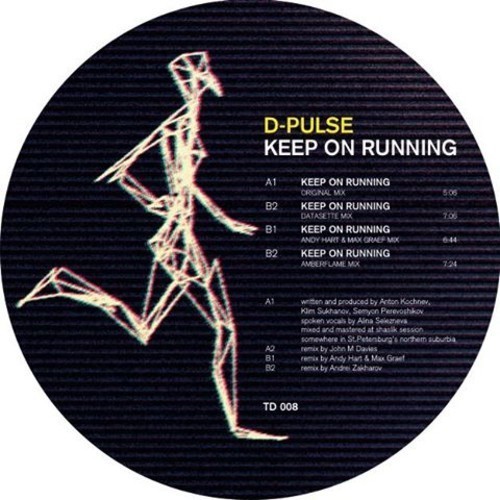 D-PULSE
KEEP ON RUNNING
A1 KEEP ON RUNNING
ORIGINAL MIX 5:06
B2 KEEP ON RUNNING
DATASETTE MIX 7:06
B1 KEEP ON RUNNING
ANDY HART & MAX GRAEF MIX 6:44
B2 KEEP ON RUNNING
AMBERFLAME MIX 7:24
A1 written and produced by Anton Kochnev,
Klim Sukhanov, Semyon Perevoshikov
spoken vocals by Alina Selezneva
mixed and mastered at shaslik session
somewhere in St.Petersburg's northern suburbia
A2 remix by John M Davies
B1 remix by Andy Hart & Max Graef
B2 remix by Andrei Zakharov
TD 008